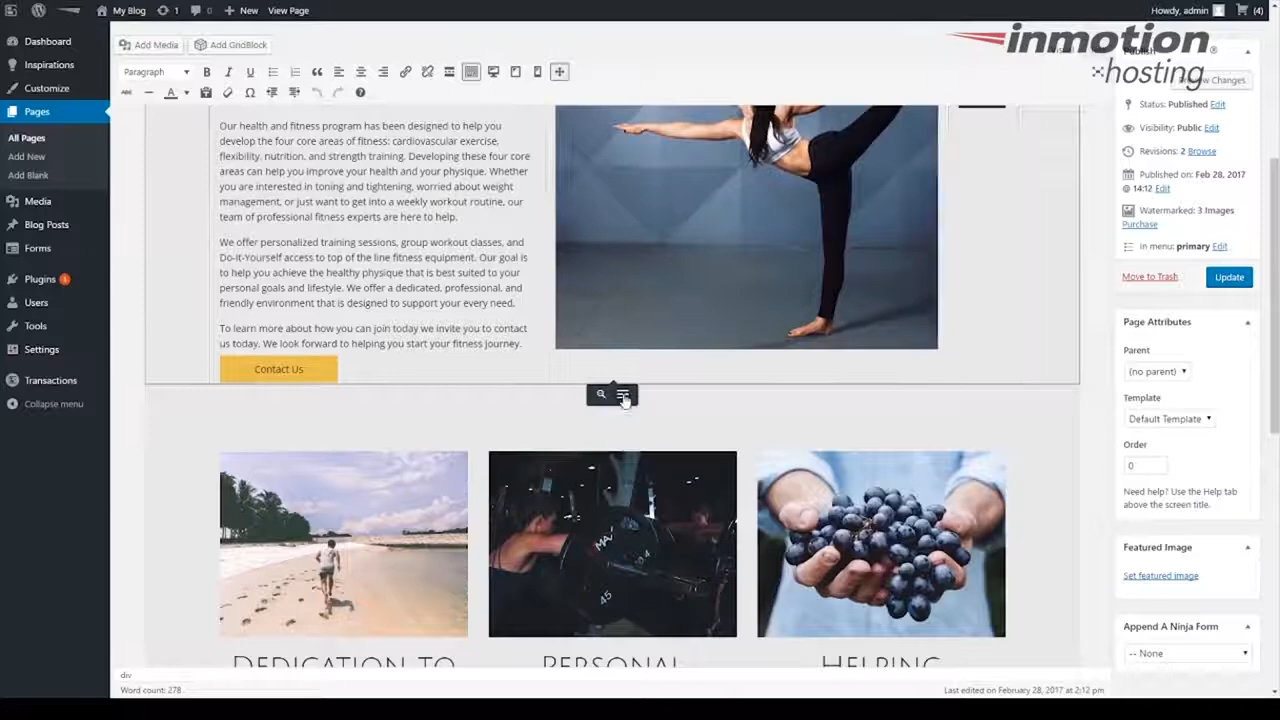 My Blog
1
0
New
View Page
Howdy, admin
(4)
Dashboard
Inspirations
Customize
Pages
All Pages
Add New
Add Blank
Media
Blog Posts
Forms
Plugins 1
Users
Tools
Settings
Transactions
Collapse menu
Add Media
Add GridBlock
Paragraph
inmotion
hosting
Our health and fitness program has been designed to help you
develop the four core areas of fitness: cardiovascular exercise,
flexibility, nutrition, and strength training. Developing these four core
areas can help you improve your health and your physique. Whether
you are interested in toning and tightening, worried about weight
management, or just want to get into a weekly workout routine, our
team of professional fitness experts are here to help.
We offer personalized training sessions, group workout classes, and
Do-it-Yourself access to top of the line fitness equipment. Our goal is
to help you achieve the healthy physique that is best suited to your
personal goals and lifestyle. We offer a dedicated, professional, and
friendly environment that is designed to support your every need.
To learn more about how you can join today we invite you to contact
us today. We look forward to helping you start your fitness journey.
Contact Us
45
DEDICATION TO
PERSONAL
HELPING
div
Word count: 278
Last edited on February 28, 2017 at 2:12 pm
Publish
Preview Changes
Status: Published Edit
Visibility: Public Edit
Revisions: 2 Browse
Published on: Feb 28, 2017
@ 14:12 Edit
Watermarked: 3 Images
Purchase
in menu: primary Edit
Move to Trash
Update
Page Attributes
Parent
(no parent)
Template
Default Template
Order
0
Need help? Use the Help tab
above the screen title.
Featured Image
Set featured image
Append A Ninja Form
-- None